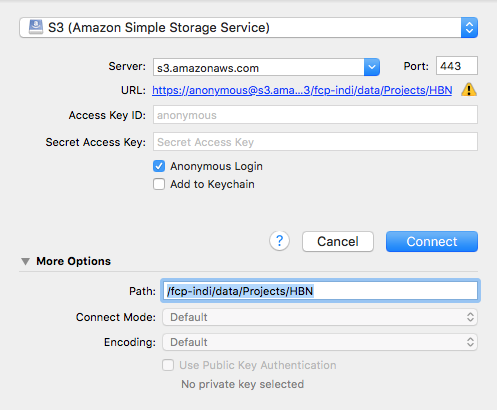 S3 (Amazon Simple Storage Service)
Server: s3.amazonaws.com Port: 443
URL: https://anonymous@s3.ama...3/fcp-indi/data/Projects/HBN
Access Key ID: anonymous
Secret Access Key: Secret Access Key
Anonymous Login
Add to Keychain
? Cancel Connect
More Options
Path: /fcp-indi/data/Projects/HBN
Connect Mode: Default
Encoding: Default
Use Public Key Authentication
No private key selected